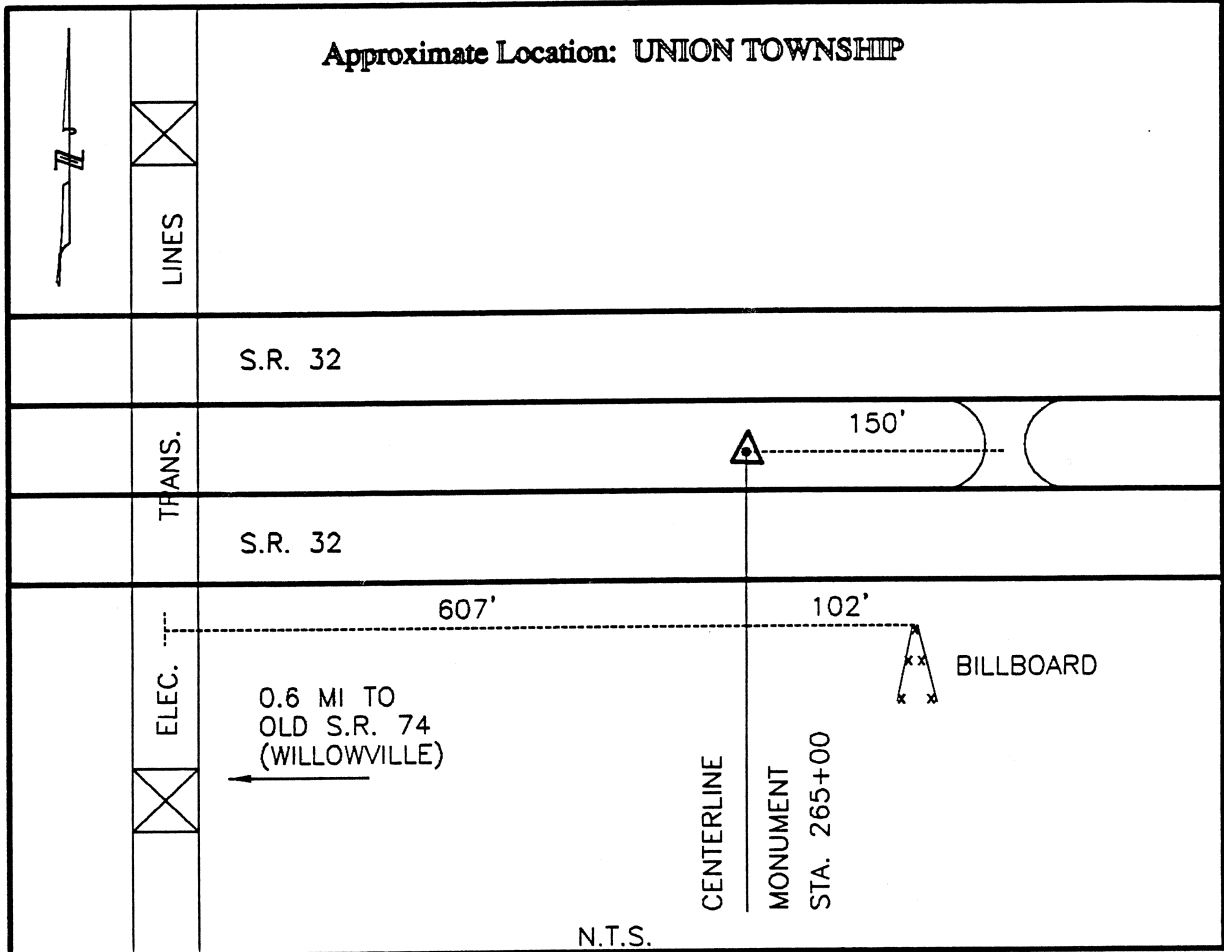 Approximate Location: UNION TOWNSHIP
N
LINES
S.R. 32
150'
TRANS.
S.R. 32
607'
102'
ELEC.
BILLBOARD
0.6 MI TO
OLD S.R. 74
(WILLOWVILLE)
CENTERLINE
MONUMENT
STA. 265+00
N.T.S.